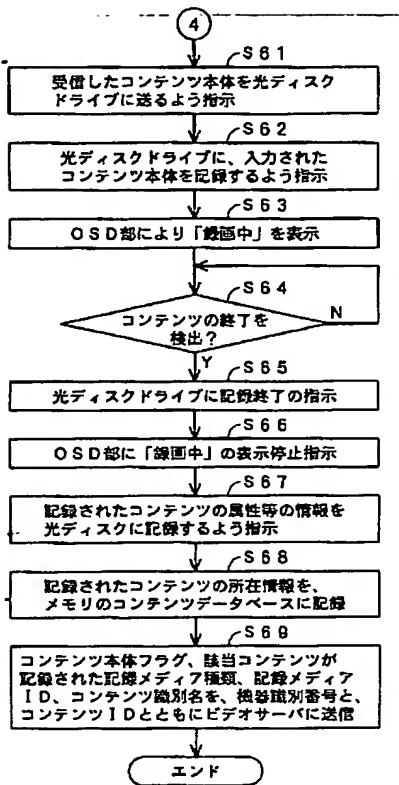 4
S61
受信したコンテンツ本体を光ディスク
ドライブに送るよう指示
S62
光ディスクドライブに、入力された
コンテンツ本体を記録するよう指示
S63
OSD部により「録画中」を表示
S64
コンテンツの終了を
検出?
N
Y
S65
光ディスクドライブに記録終了の指示
S66
OSD部に「録画中」の表示停止指示
S67
記録されたコンテンツの属性等の情報を
光ディスクに記録するよう指示
S68
記録されたコンテンツの所在情報を、
メモリのコンテンツデータベースに記録
S69
コンテンツ本体フラグ、該当コンテンツが
記録された記録メディア種類、記録メディア
ID、コンテンツ識別名を、機器識別番号と、
コンテンツIDとともにビデオサーバに送信
エンド